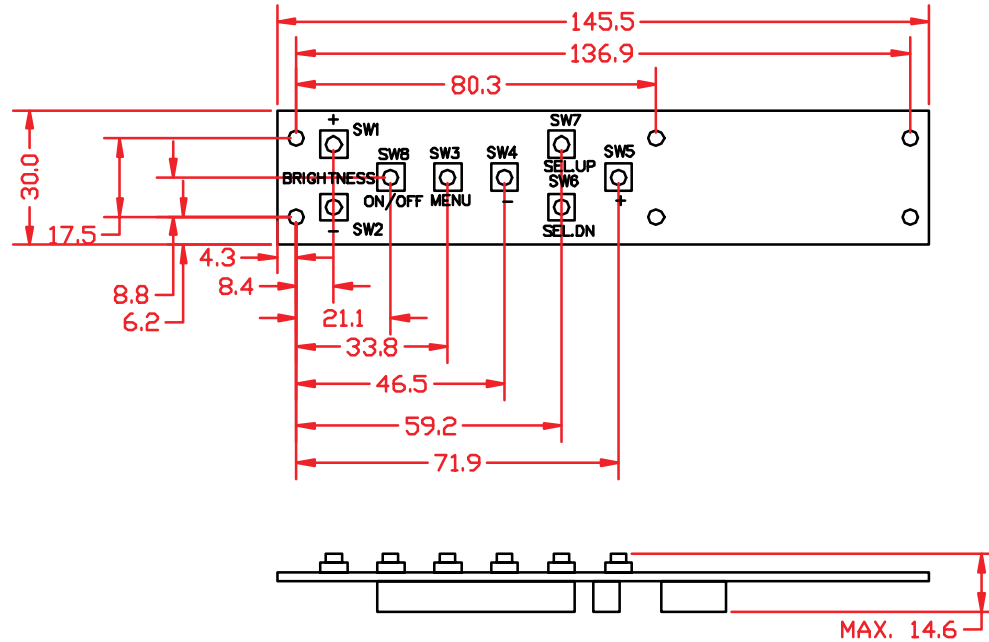 145.5
136.9
80.3
+
SW1
SW7
SW8
SW3
SW4
SW5
SEL.UP
BRIGHTNESS
SW6
30.0
ON/OFF
MENU
-
+
-
SW2
SEL.DN
17.5
4.3
8.4
8.8
6.2
21.1
33.8
46.5
59.2
71.9
MAX. 14.6